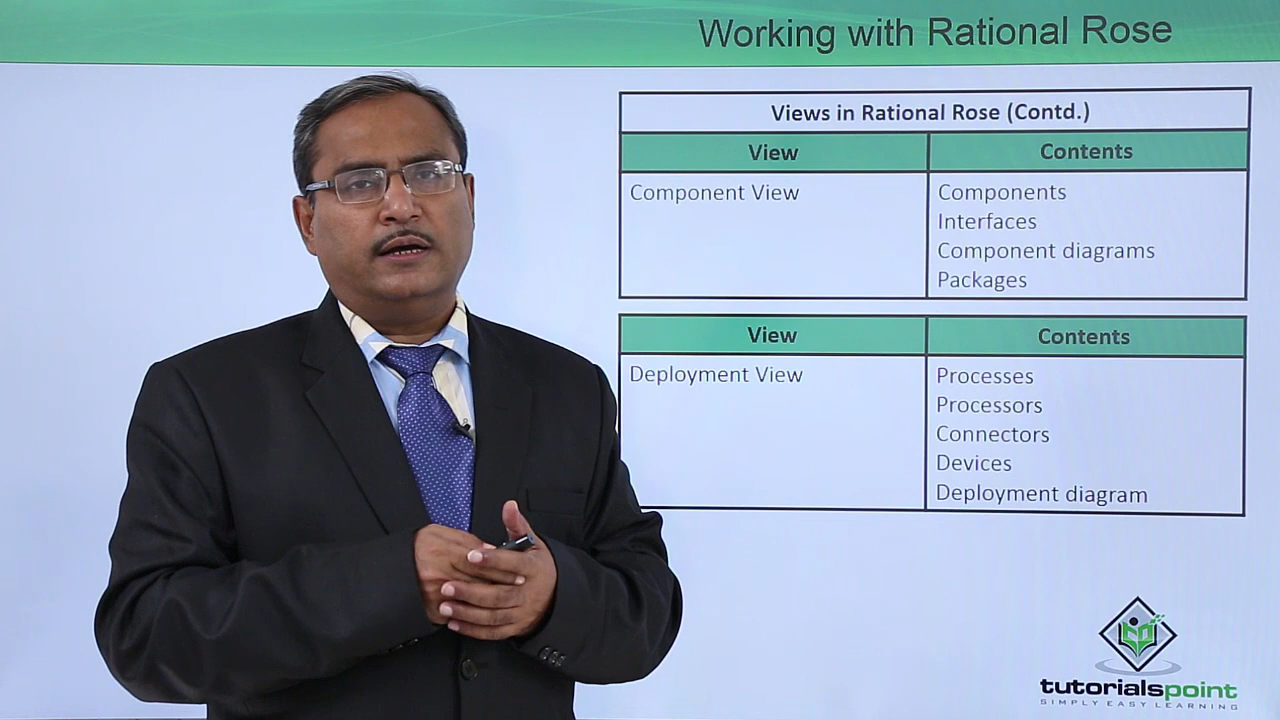 Working with Rational Rose
Views in Rational Rose (Contd.)
View Contents
Component View Components
Interfaces
Component diagrams
Packages
View Contents
Deployment View Processes
Processors
Connectors
Devices
Deployment diagram
tutorialspoint
SIMPLY EASY LEARNING